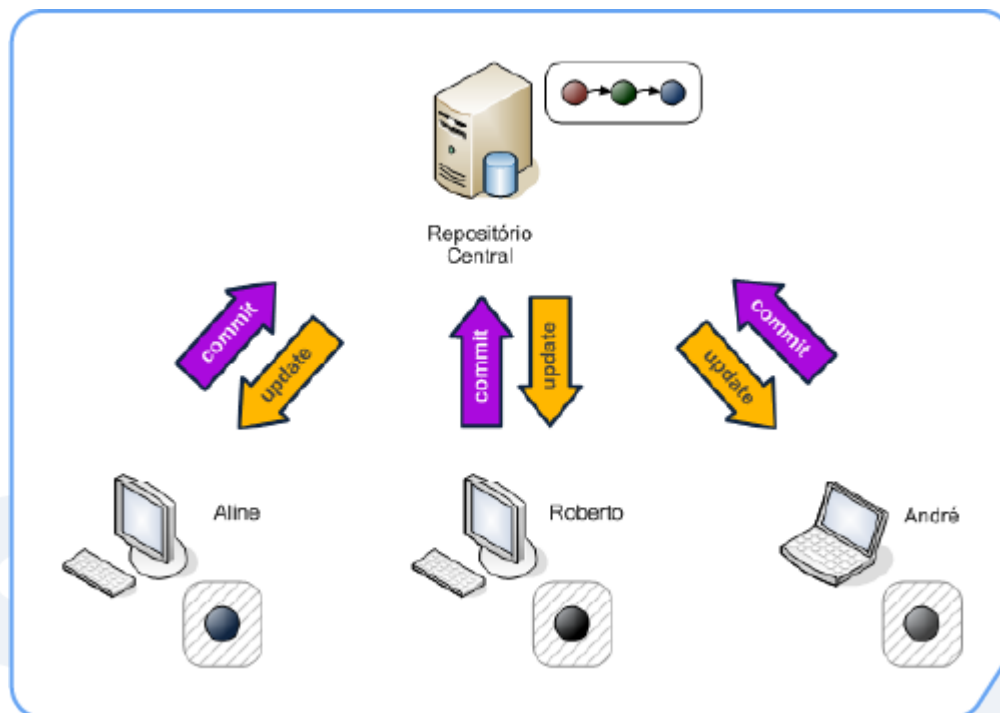 Repositório
Central
commit
update
commit
update
commit
update
Aline
Roberto
André